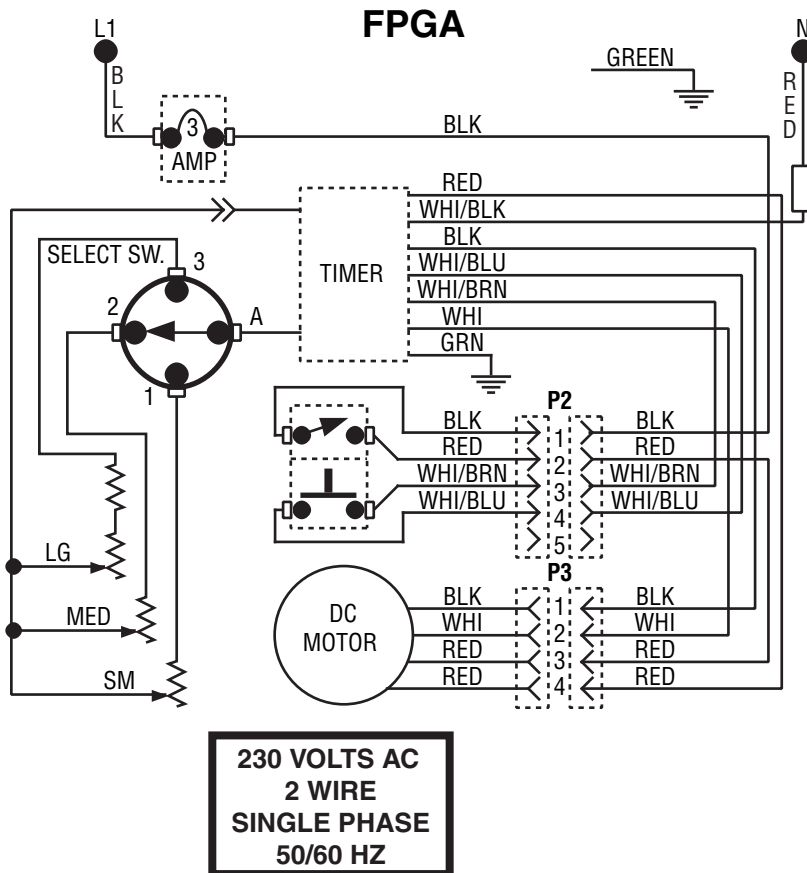 FPGA
L1
N
BLK
GREEN
RED
3
AMP
BLK
RED
WHI/BLK
BLK
SELECT SW.
3
WHI/BLU
TIMER
WHI/BRN
2
A
WHI
GRN
1
P2
BLK
1
BLK
RED
2
RED
WHI/BRN
3
WHI/BRN
WHI/BLU
4
WHI/BLU
5
LG
P3
BLK
1
BLK
DC
MOTOR
MED
WHI
2
WHI
RED
3
RED
SM
RED
4
RED
230 VOLTS AC
2 WIRE
SINGLE PHASE
50/60 HZ